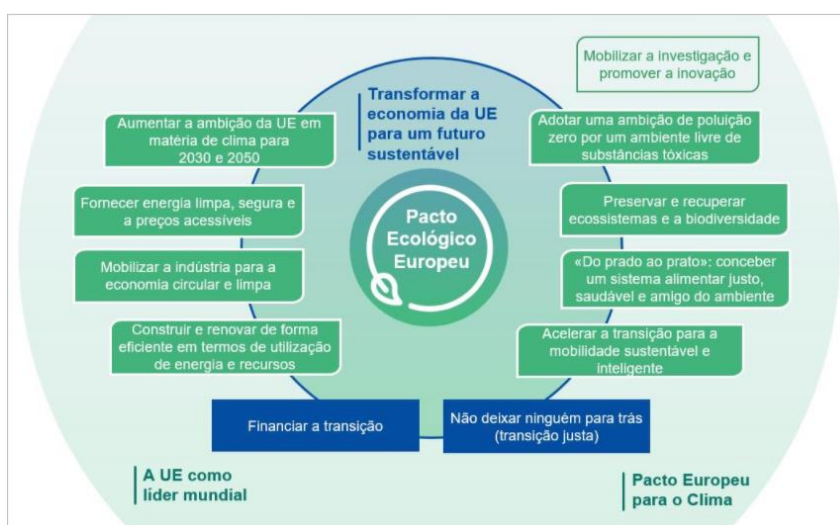 Mobilizar a investigação e
promover a inovação
Transformar a
economia da UE
para um futuro
sustentável
Aumentar a ambição da UE em
matéria de clima para
2030 e 2050
Adotar uma ambição de poluição
zero por um ambiente livre de
substâncias tóxicas
Fornecer energia limpa, segura e
a preços acessíveis
Preservar e recuperar
ecossistemas e a biodiversidade
Pacto
Ecológico
Europeu
Mobilizar a indústria para a
economia circular e limpa
«Do prado ao prato»: conceber
um sistema alimentar justo,
saudável e amigo do ambiente
Construir e renovar de forma
eficiente em termos de utilização
de energia e recursos
Acelerar a transição para a
mobilidade sustentável e
inteligente
Financiar a transição
Não deixar ninguém para trás
(transição justa)
A UE como
líder mundial
Pacto Europeu
para o Clima